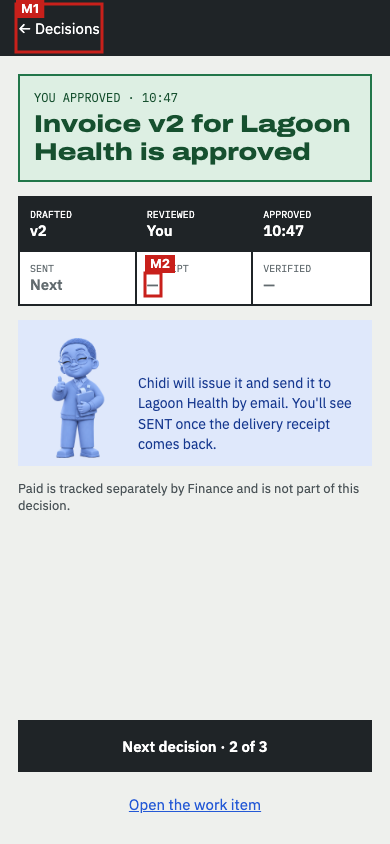 M1
← Decisions
YOU APPROVED · 10:47
Invoice v2 for Lagoon
Health is approved
DRAFTED
v2
REVIEWED
You
APPROVED
10:47
SENT
Next
M2
PT
—
VERIFIED
—
Chidi will issue it and send it to
Lagoon Health by email. You'll see
SENT once the delivery receipt
comes back.
Paid is tracked separately by Finance and is not part of this
decision.
Next decision · 2 of 3
Open the work item